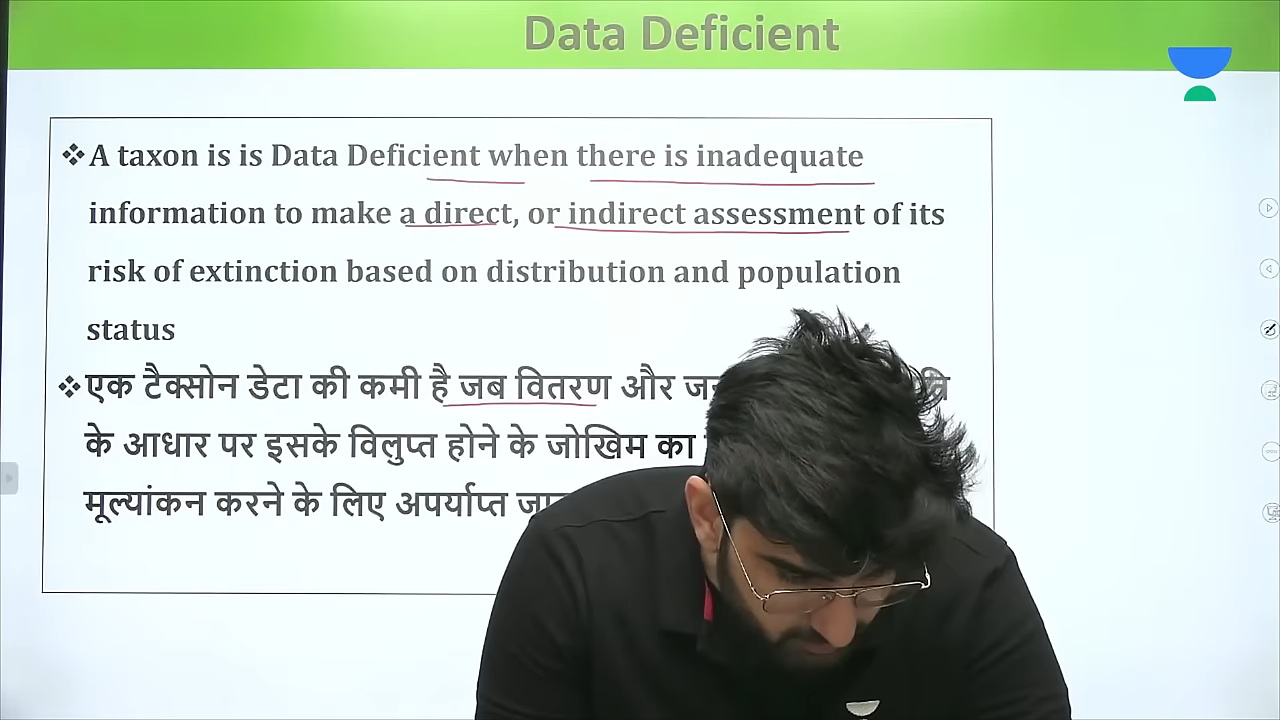 Data Deficient
❖A taxon is is Data Deficient when there is inadequate
information to make a direct, or indirect assessment of its
risk of extinction based on distribution and population
status
❖एक टैक्सोन डेटा की कमी है जब वितरण और
के आधार पर इसके विलुप्त होने के जोखिम का
मूल्यांकन करने के लिए अपर्याप्त